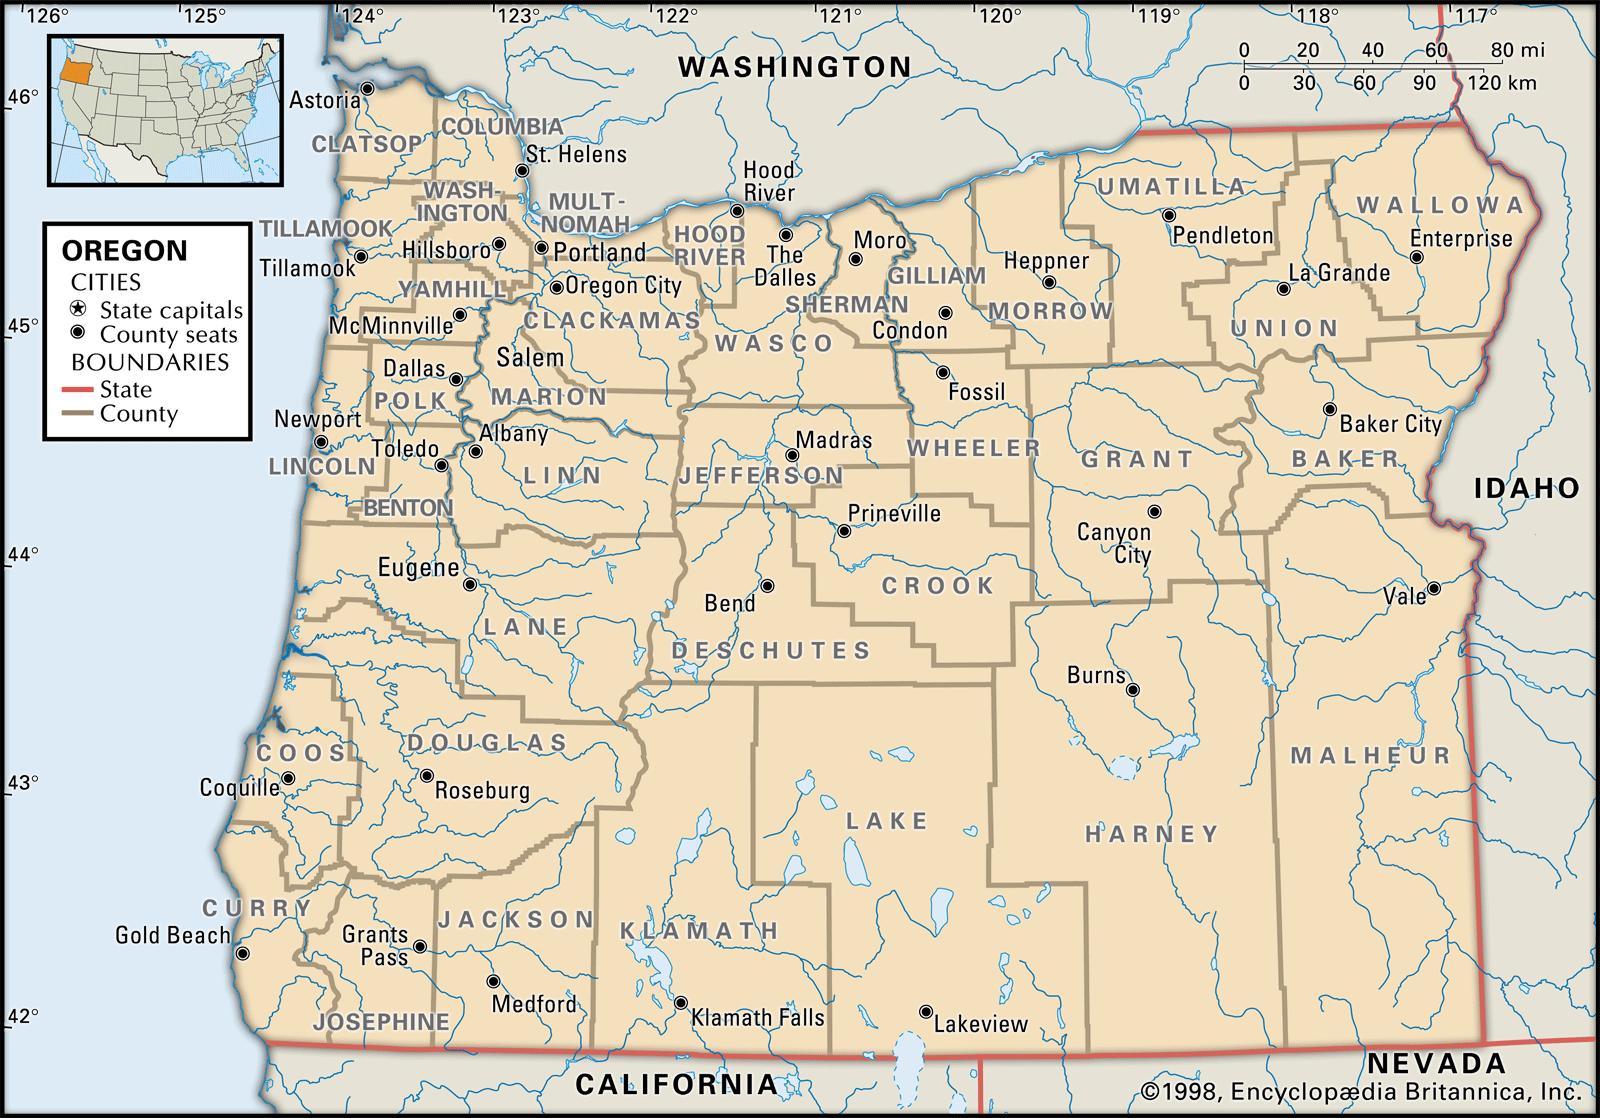 125° 124° 123° 122° 121° 120° 119° 118° 117°
126°
46°
45°
44°
43°
42°
0 20 40 60 80 mi
0 30 60 90 120 km
WASHINGTON
IDAHO
NEVADA
CALIFORNIA
OREGON
CITIES
State capitals
County seats
BOUNDARIES
State
County
Astoria
CLATSOP
COLUMBIA
St. Helens
WASH-
INGTON
MULT-
NOMAH
Hood
River
HOOD
RIVER
TILLAMOOK
Tillamook
Hillsboro
Portland
Oregon City
YAMHILL
McMinnville
CLACKAMAS
The
Dalles
Moro
SHERMAN
GILLIAM
Condon
WASCO
Heppner
MORROW
UMATILLA
Pendleton
WALLOWA
Enterprise
La Grande
UNION
Dallas
POLK
Salem
MARION
Newport
LINCOLN
Toledo
Albany
LINN
BENTON
Madras
JEFFERSON
Fossil
WHEELER
GRANT
Canyon
City
Baker City
BAKER
Prineville
CROOK
Eugene
LANE
Bend
DESCHUTES
Burns
HARNEY
Vale
MALHEUR
COOS
Coquille
DOUGLAS
Roseburg
LAKE
Lakeview
KLAMATH
Klamath Falls
CURRY
Gold Beach
Grants
Pass
JOSEPHINE
JACKSON
Medford
©1998, Encyclopædia Britannica, Inc.